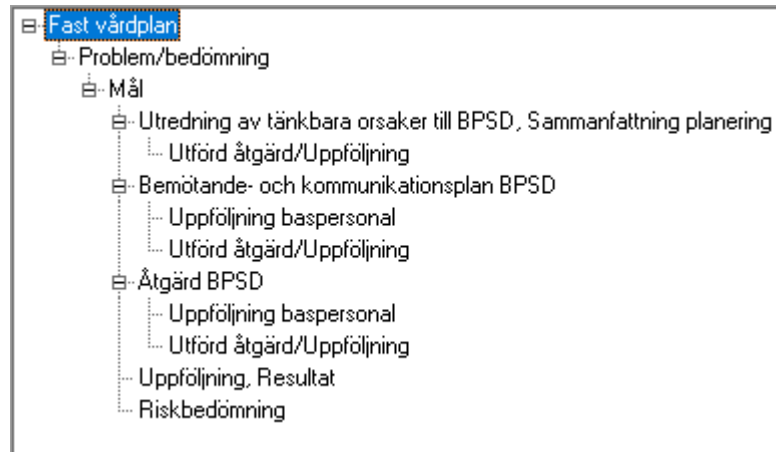 Fast vårdplan
Problem/bedömning
Mål
Utredning av tänkbara orsaker till BPSD, Sammanfattning planering
Utförd åtgärd/Uppföljning
Bemötande- och kommunikationsplan BPSD
Uppföljning baspersonal
Utförd åtgärd/Uppföljning
Åtgärd BPSD
Uppföljning baspersonal
Utförd åtgärd/Uppföljning
Uppföljning, Resultat
Riskbedömning